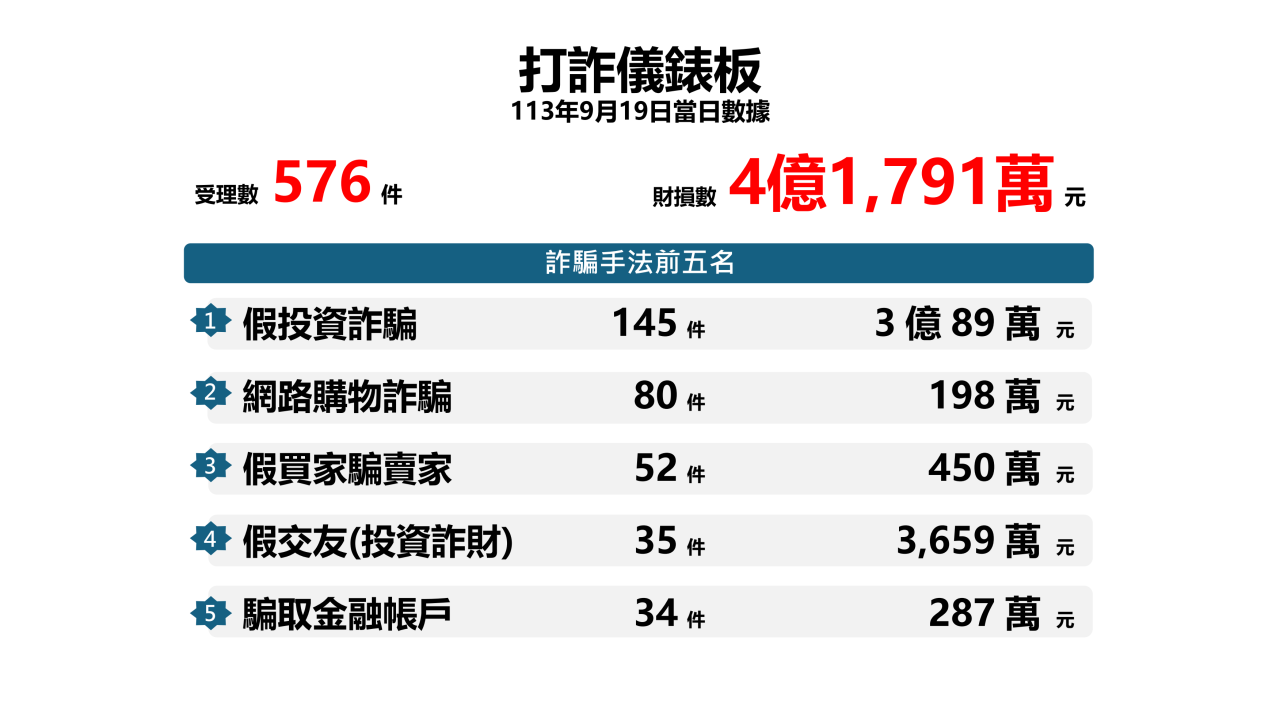 打詐儀錶板
113年9月19日當日數據
受理數 576 件 財損數 4億1,791萬 元
詐騙手法前五名
1 假投資詐騙 145 件 3 億 89 萬 元
2 網路購物詐騙 80 件 198 萬 元
3 假買家騙賣家 52 件 450 萬 元
4 假交友(投資詐財) 35 件 3,659 萬 元
5 騙取金融帳戶 34 件 287 萬 元